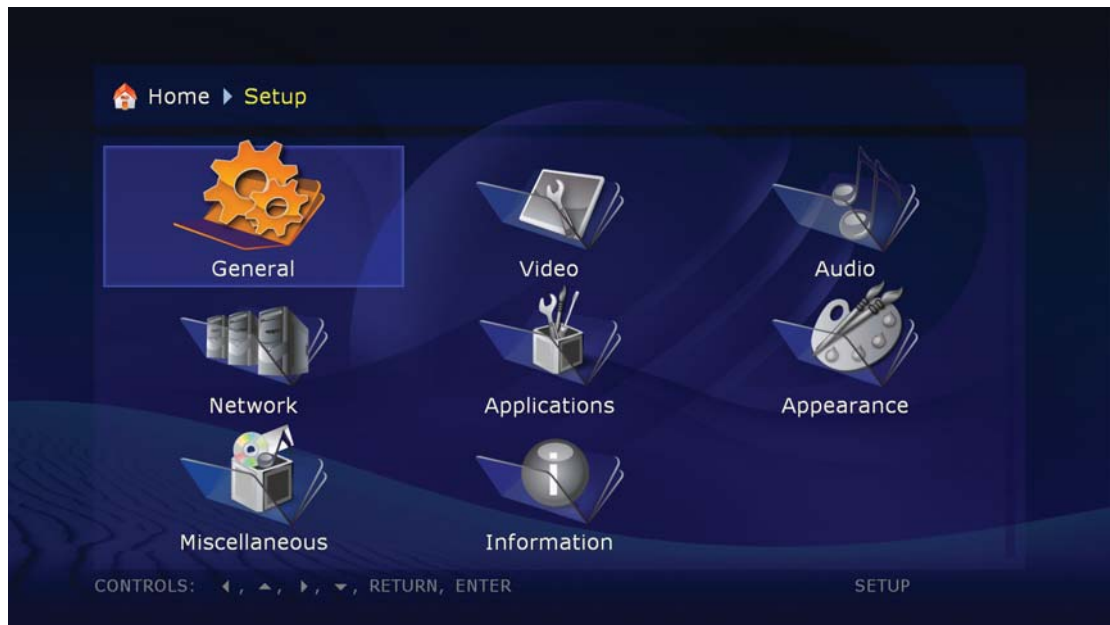 Home ▶ Setup
General Video Audio
Network Applications Appearance
Miscellaneous Information
CONTROLS: ◀, ▲, ▶, ▼, RETURN, ENTER SETUP